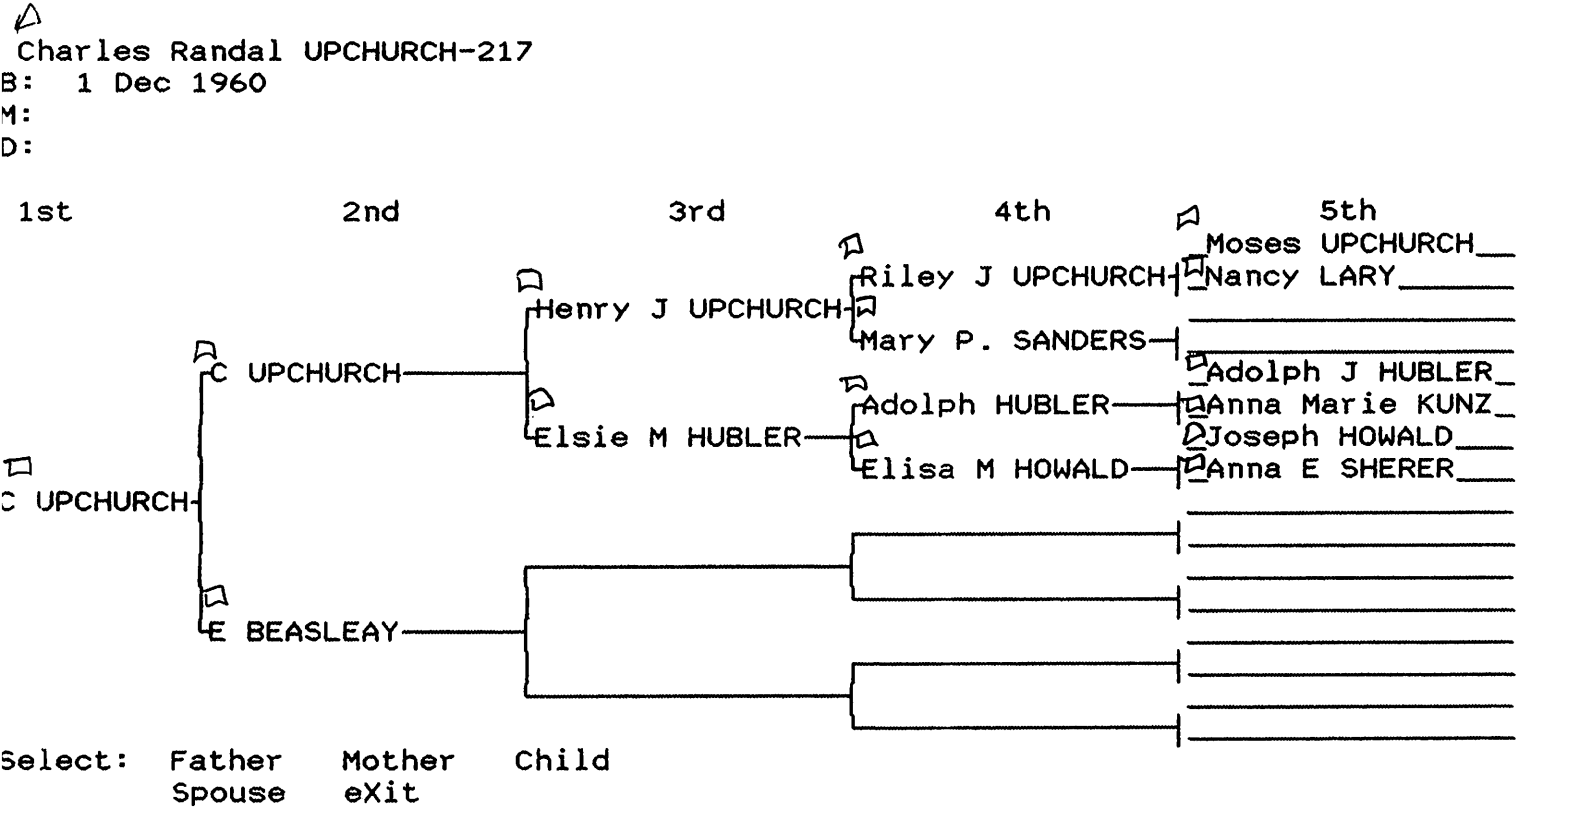 Charles Randal UPCHURCH-217
B: 1 Dec 1960
M:
D:
1st 2nd 3rd 4th 5th
Moses UPCHURCH
Riley J UPCHURCH Nancy LARY
Henry J UPCHURCH
Mary P. SANDERS
C UPCHURCH Adolph J HUBLER
Adolph HUBLER Anna Marie KUNZ
Elsie M HUBLER Joseph HOWALD
Elisa M HOWALD Anna E SHERER
C UPCHURCH
E BEASLEAY
Select: Father Mother Child
Spouse eXit